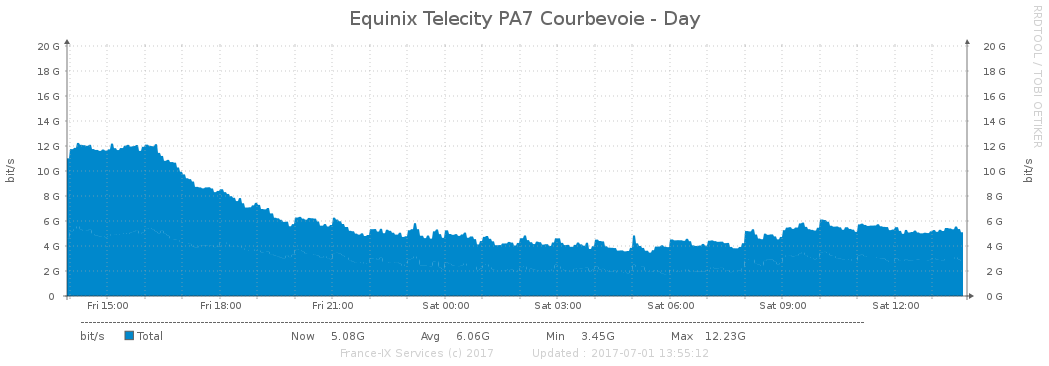 Equinix Telecity PA7 Courbevoie - Day
RRDTOOL / TOBI OETIKER
20 G 20 G
18 G 18 G
16 G 16 G
14 G 14 G
12 G 12 G
10 G 10 G
8 G 8 G
6 G 6 G
4 G 4 G
2 G 2 G
0 0 G
bit/s bit/s
Fri 15:00 Fri 18:00 Fri 21:00 Sat 00:00 Sat 03:00 Sat 06:00 Sat 09:00 Sat 12:00
bit/s Total Now 5.08G Avg 6.06G Min 3.45G Max 12.23G
France-IX Services (c) 2017 Updated : 2017-07-01 13:55:12